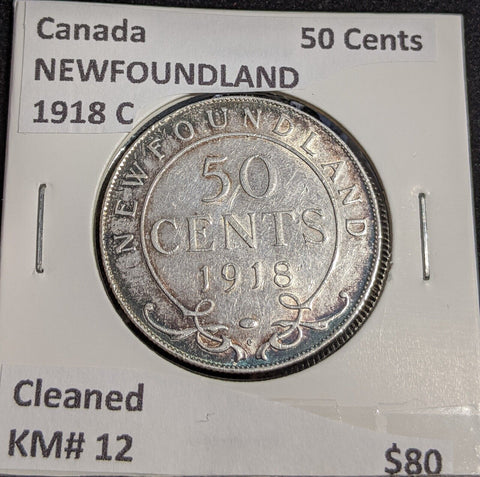 Canada 50 Cents
NEWFOUNDLAND
1918 C
NEWFOUNDLAND
50
CENTS
1918
C
Cleaned
KM# 12
$80